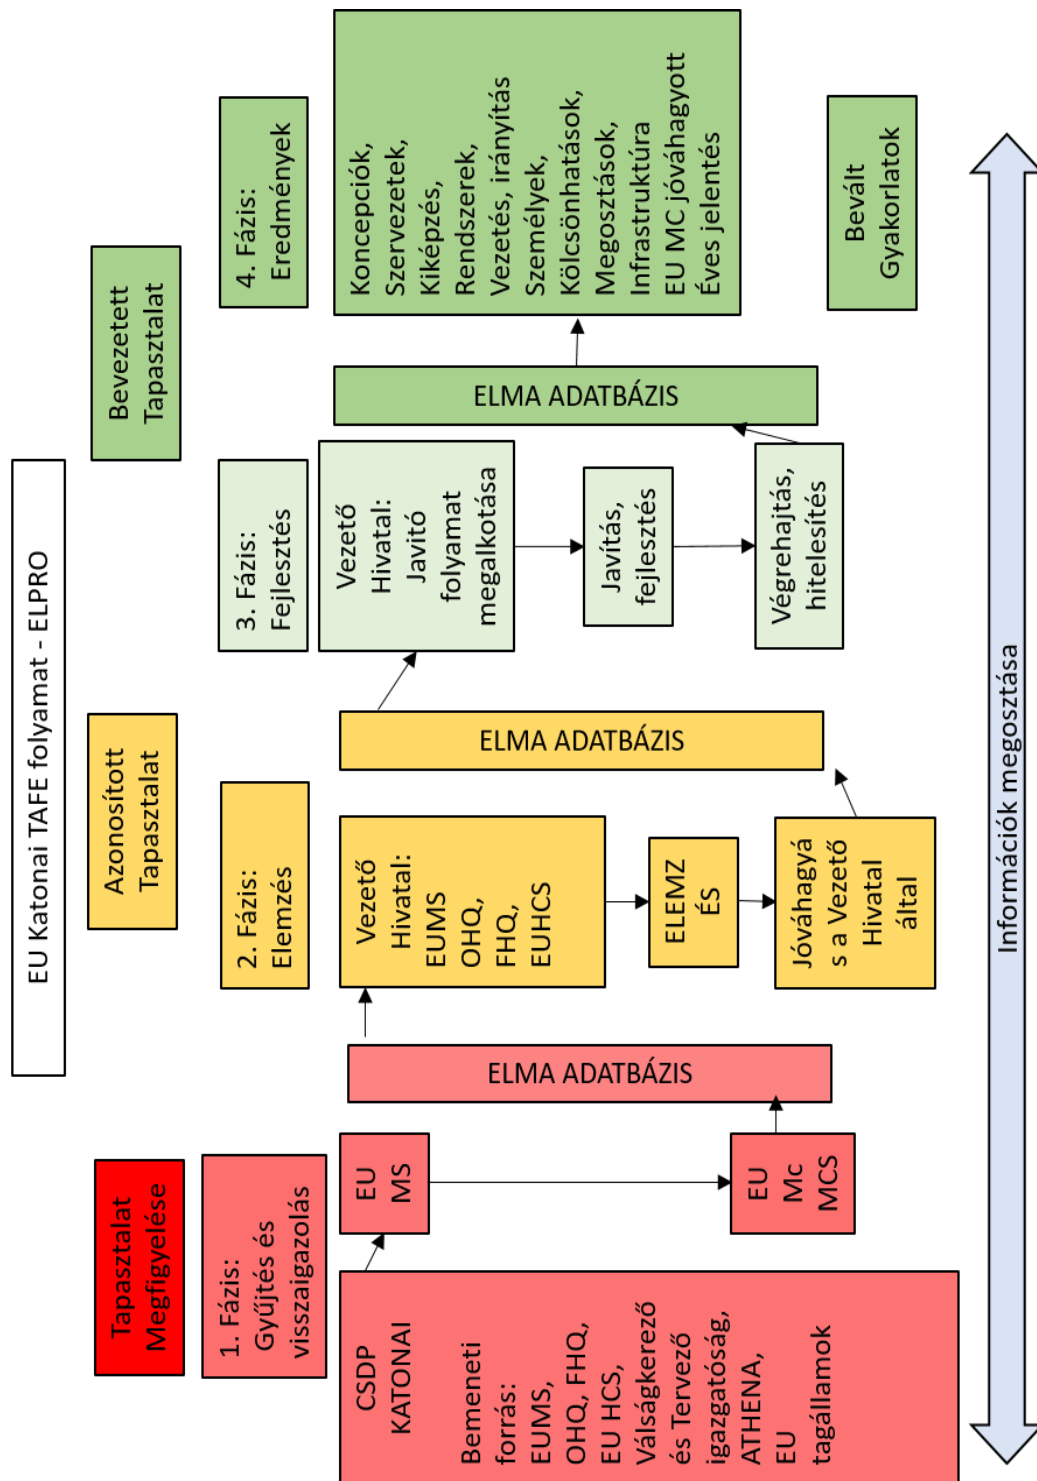 EU Katonai TAFE folyamat - ELPRO
Tapasztalat
Megfigyelése
Azonosított
Tapasztalat
Bevezetett
Tapasztalat
1. Fázis:
Gyűjtés és
visszaigazolás
2. Fázis:
Elemzés
3. Fázis:
Fejlesztés
4. Fázis:
Eredmények
CSDP
KATONAI
Bemeneti
forrás:
EUMS,
OHQ, FHQ,
EU HCS,
Válságkerező
és Tervező
igazgatóság,
ATHENA,
EU
tagállamok
EU
MS
EU
Mc
MCS
ELMA ADATBÁZIS
Vezető
Hivatal:
EUMS
OHQ,
FHQ,
EUHCS
ELEMZ
ÉS
Jóváhagyá
s a Vezető
Hivatal
által
ELMA ADATBÁZIS
Vezető
Hivatal:
Javító
folyamat
megalkotása
Javítás,
fejlesztés
Végrehajtás,
hitelesítés
ELMA ADATBÁZIS
Koncepciók,
Szervezetek,
Kiképzés,
Rendszerek,
Vezetés, irányítás
Személyek,
Kölcsönhatások,
Megosztások,
Infrastruktúra
EU MC jóváhagyott
Éves jelentés
Bevált
Gyakorlatok
Információk megosztása